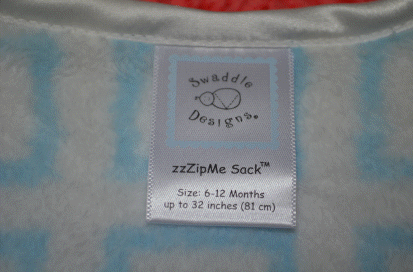 Swaddle
Designs®
zzZipMe Sack™
Size: 6-12 Months
up to 32 inches (81 cm)